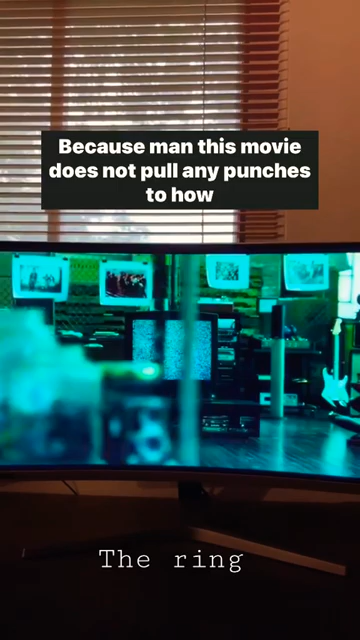 Because man this movie
does not pull any punches
to how
The ring